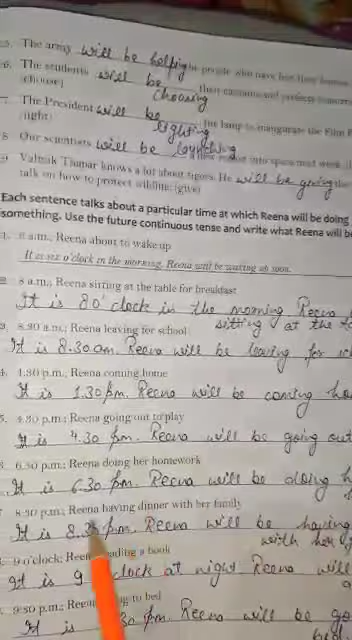 5. The army will be helping the people who have lost their homes
6. The students will be choosing their captains and prefects tomorrow
(choose)
7. The President will be lighting the lamp to inaugurate the Film
(light)
8. Our scientists will be launching a new rocket into space next week
9. Valmik Thapar knows a lot about tigers. He will be giving the
talk on how to protect wildlife. (give)
Each sentence talks about a particular time at which Reena will be doing
something. Use the future continuous tense and write what Reena will be
1. 6 a.m.; Reena about to wake up
It is six o'clock in the morning. Reena will be waking up soon.
2. 8 a.m.; Reena sitting at the table for breakfast
It is 80' clock in the morning Reena
sitting at the
3. 8.30 a.m.; Reena leaving for school
It is 8.30 am. Reena will be leaving for
4. 1.30 p.m.; Reena coming home
It is 1.30 pm. Reena will be coming
5. 4.30 p.m.; Reena going out to play
It is 4.30 pm. Reena will be going out
6.30 p.m.; Reena doing her homework
It is 6.30 pm. Reena will be doing
7 8.30 p.m.; Reena having dinner with her family
It is 8.30 pm. Reena will be having
with her
9 o'clock; Reena reading a book
It is 9 clock at night Reena will
9.30 p.m.; Reena going to bed
It is 30 pm. Reena will be